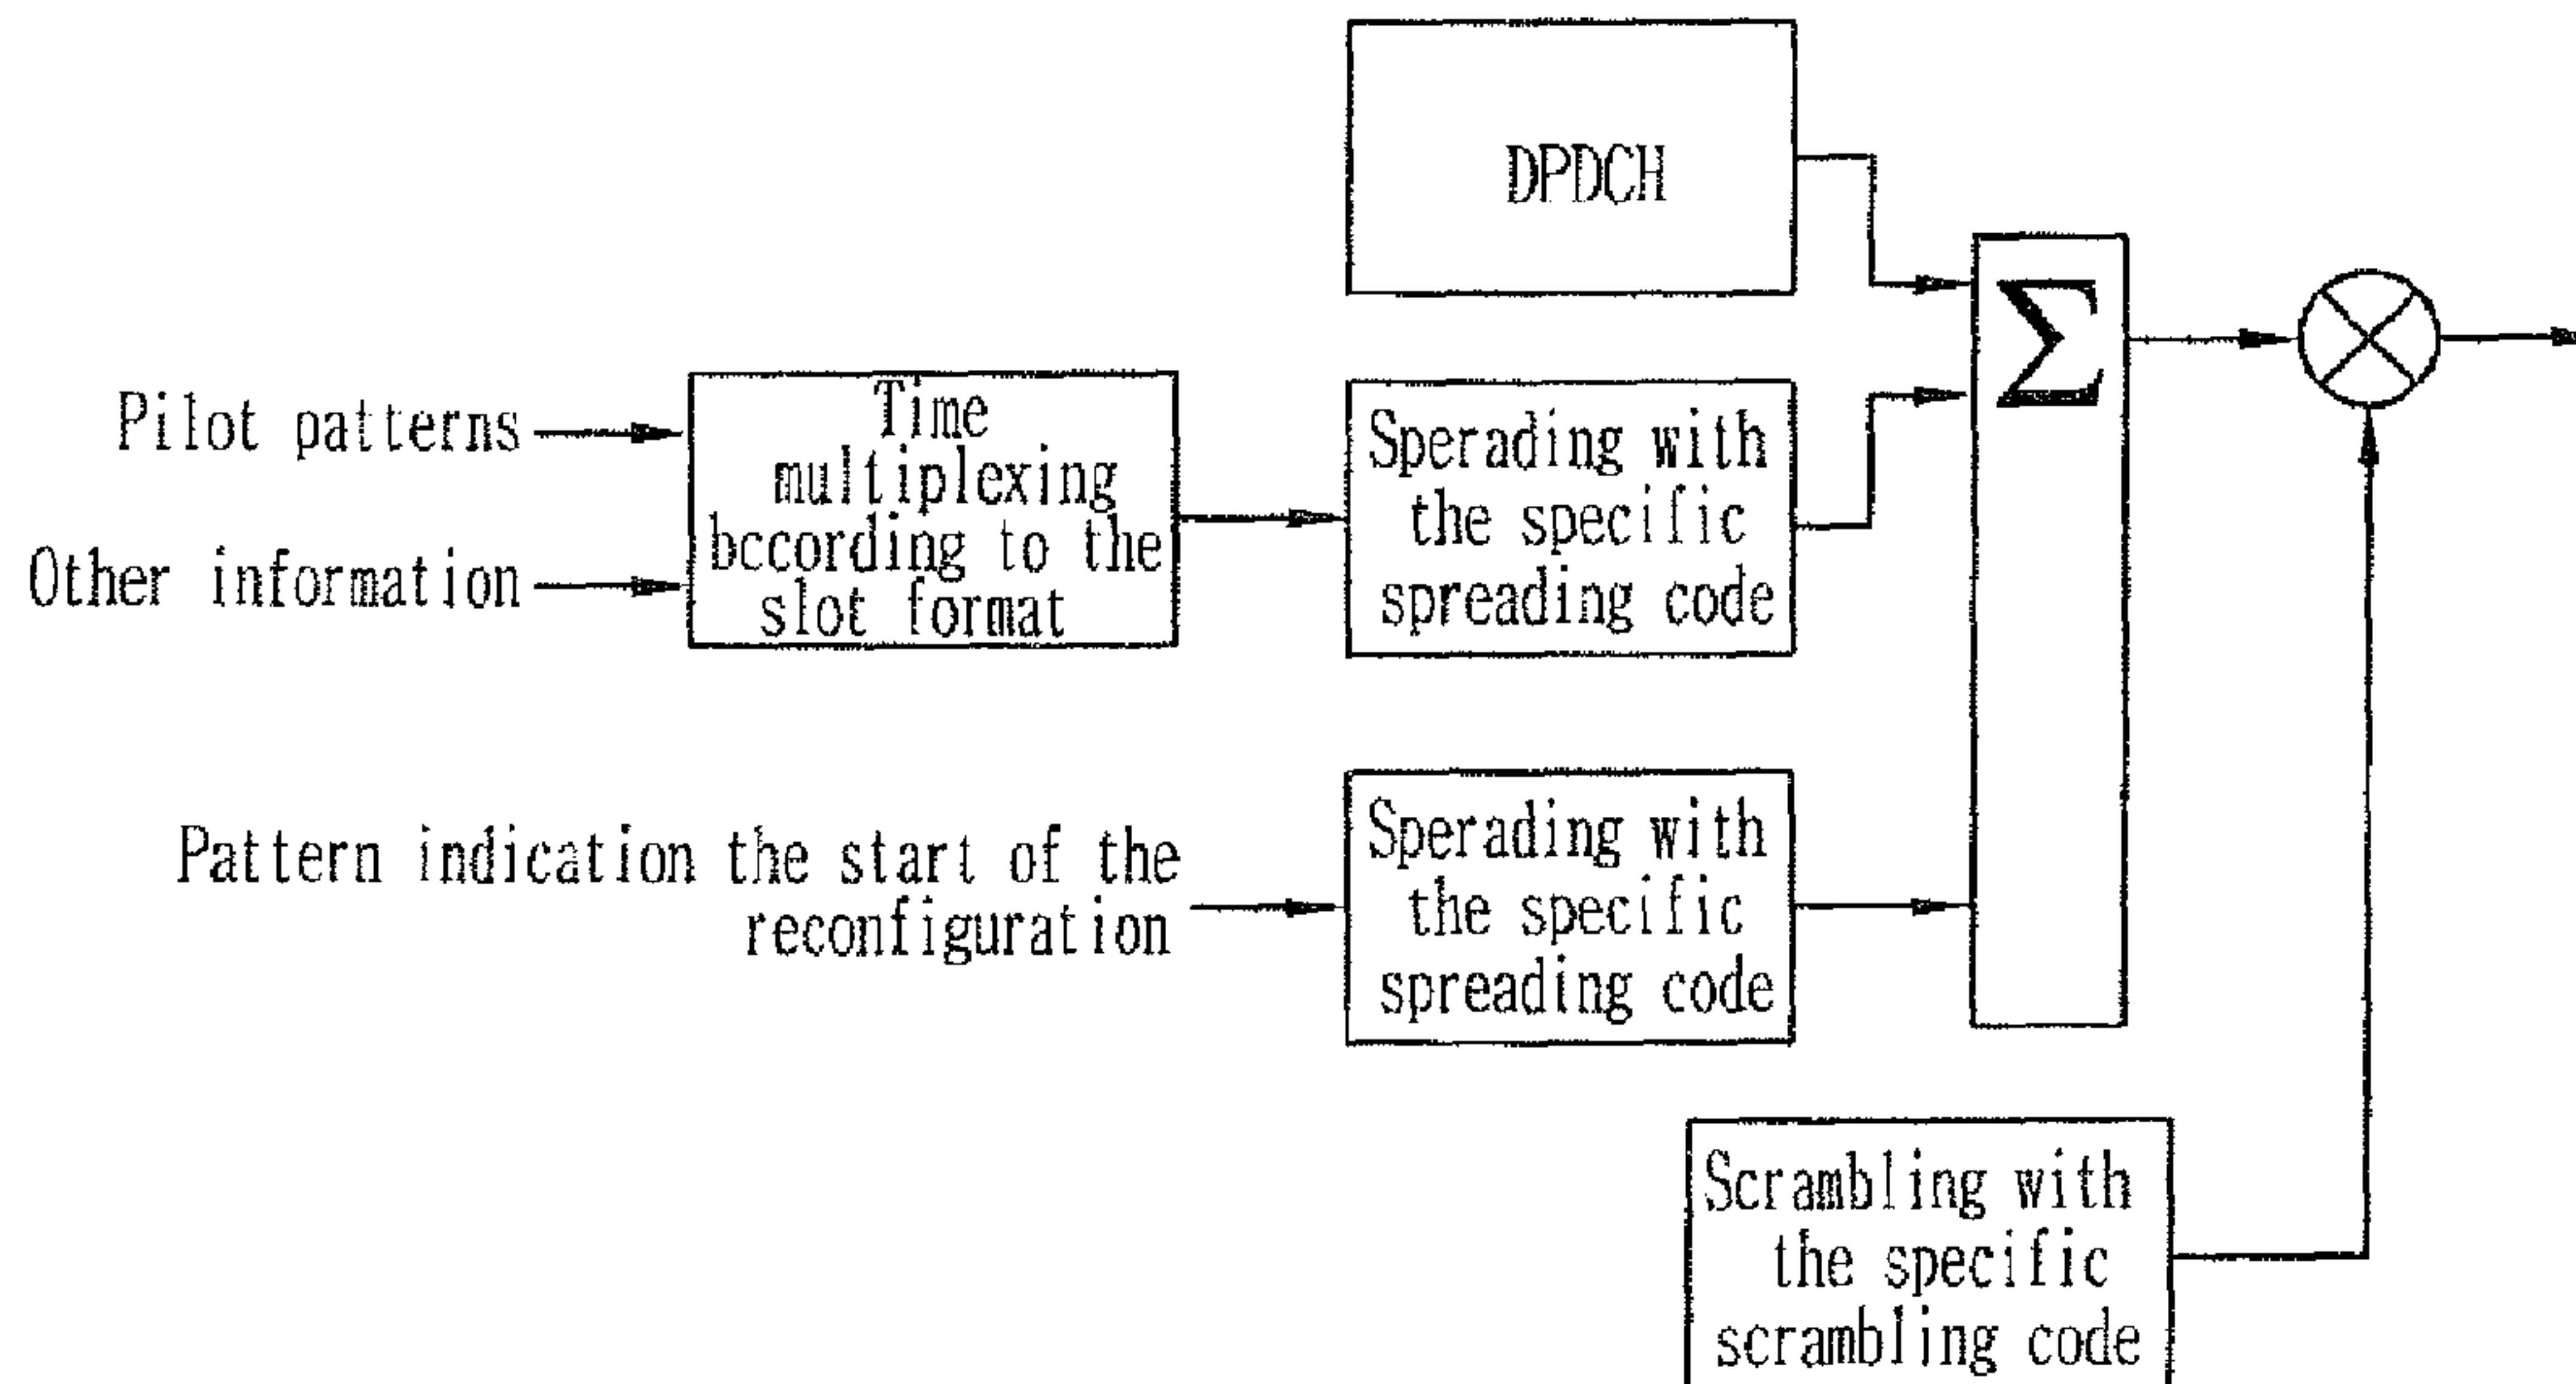 DPDCH
Σ
Pilot patterns
Other information
Time
multiplexing
bccording to the
slot format
Sperading with
the specific
spreading code
Pattern indication the start of the
reconfiguration
Sperading with
the specific
spreading code
Scrambling with
the specific
scrambling code